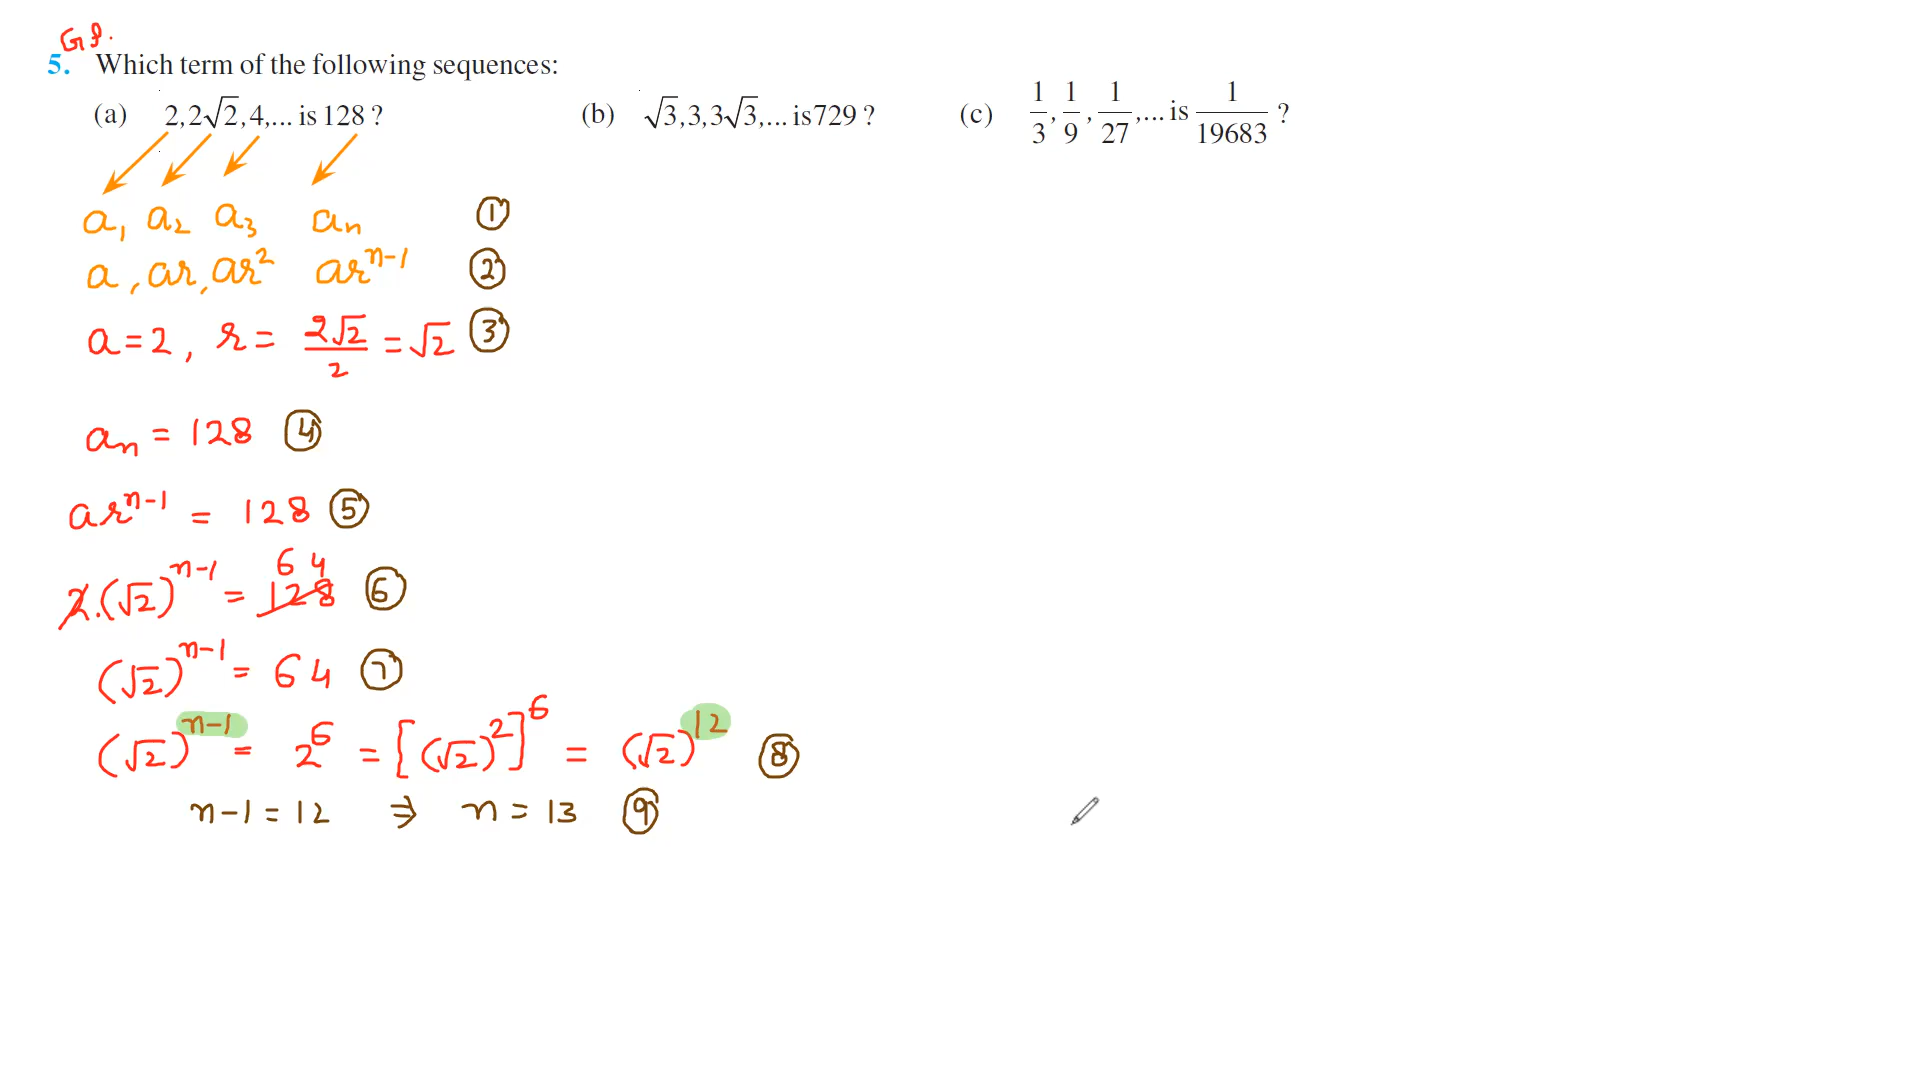 G.P.
5. Which term of the following sequences:
(a) 2,2√2,4,... is 128 ? (b) √3,3,3√3,... is729 ? (c) 1/3, 1/9, 1/27,... is 1/19683 ?
a₁ a₂ a₃ aₙ ①
a , ar, ar² arⁿ⁻¹ ②
a = 2 , r = 2√2/2 = √2 ③
aₙ = 128 ④
arⁿ⁻¹ = 128 ⑤
64
2.(√2)ⁿ⁻¹ = 128 ⑥
(√2)ⁿ⁻¹ = 64 ⑦
(√2)ⁿ⁻¹ = 2⁶ = [(√2)²]⁶ = (√2)¹² ⑧
n-1 = 12 ⇒ n = 13 ⑨